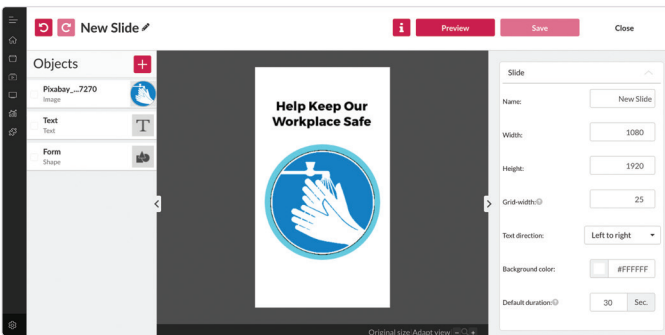 New Slide
i
Preview
Save
Close
Objects
+
Pixabay_...7270
Image
Text
Text
T
Form
Shape
Help Keep Our
Workplace Safe
Original size Adapt view
Slide
Name: New Slide
Width: 1080
Height: 1920
Grid-width: 25
Text direction: Left to right
Background color: #FFFFFF
Default duration: 30 Sec.